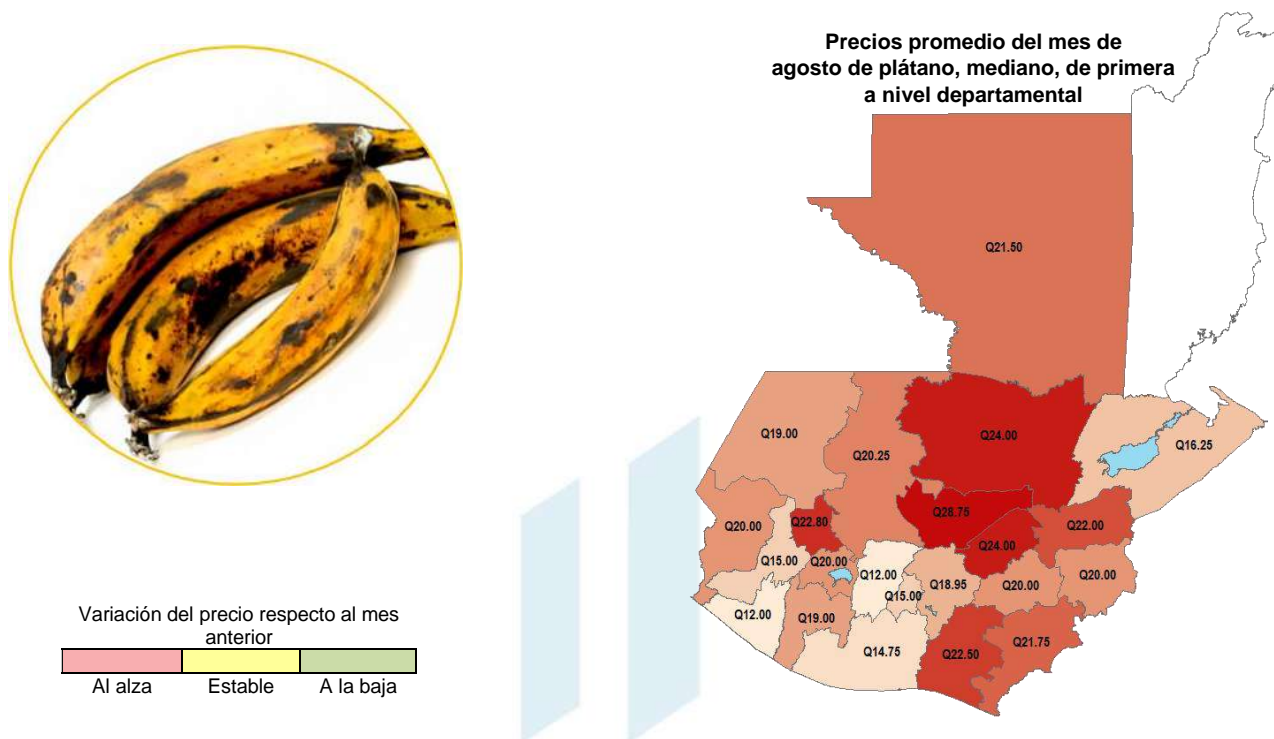 Precios promedio del mes de
agosto de plátano, mediano, de primera
a nivel departamental
Q21.50
Q19.00
Q20.25
Q24.00
Q16.25
Q20.00
Q22.80
Q28.75
Q22.00
Q24.00
Q15.00
Q20.00
Q12.00
Q15.00
Q18.95
Q20.00
Q20.00
Q12.00
Q19.00
Q14.75
Q22.50
Q21.75
Variación del precio respecto al mes
anterior
Al alza Estable A la baja